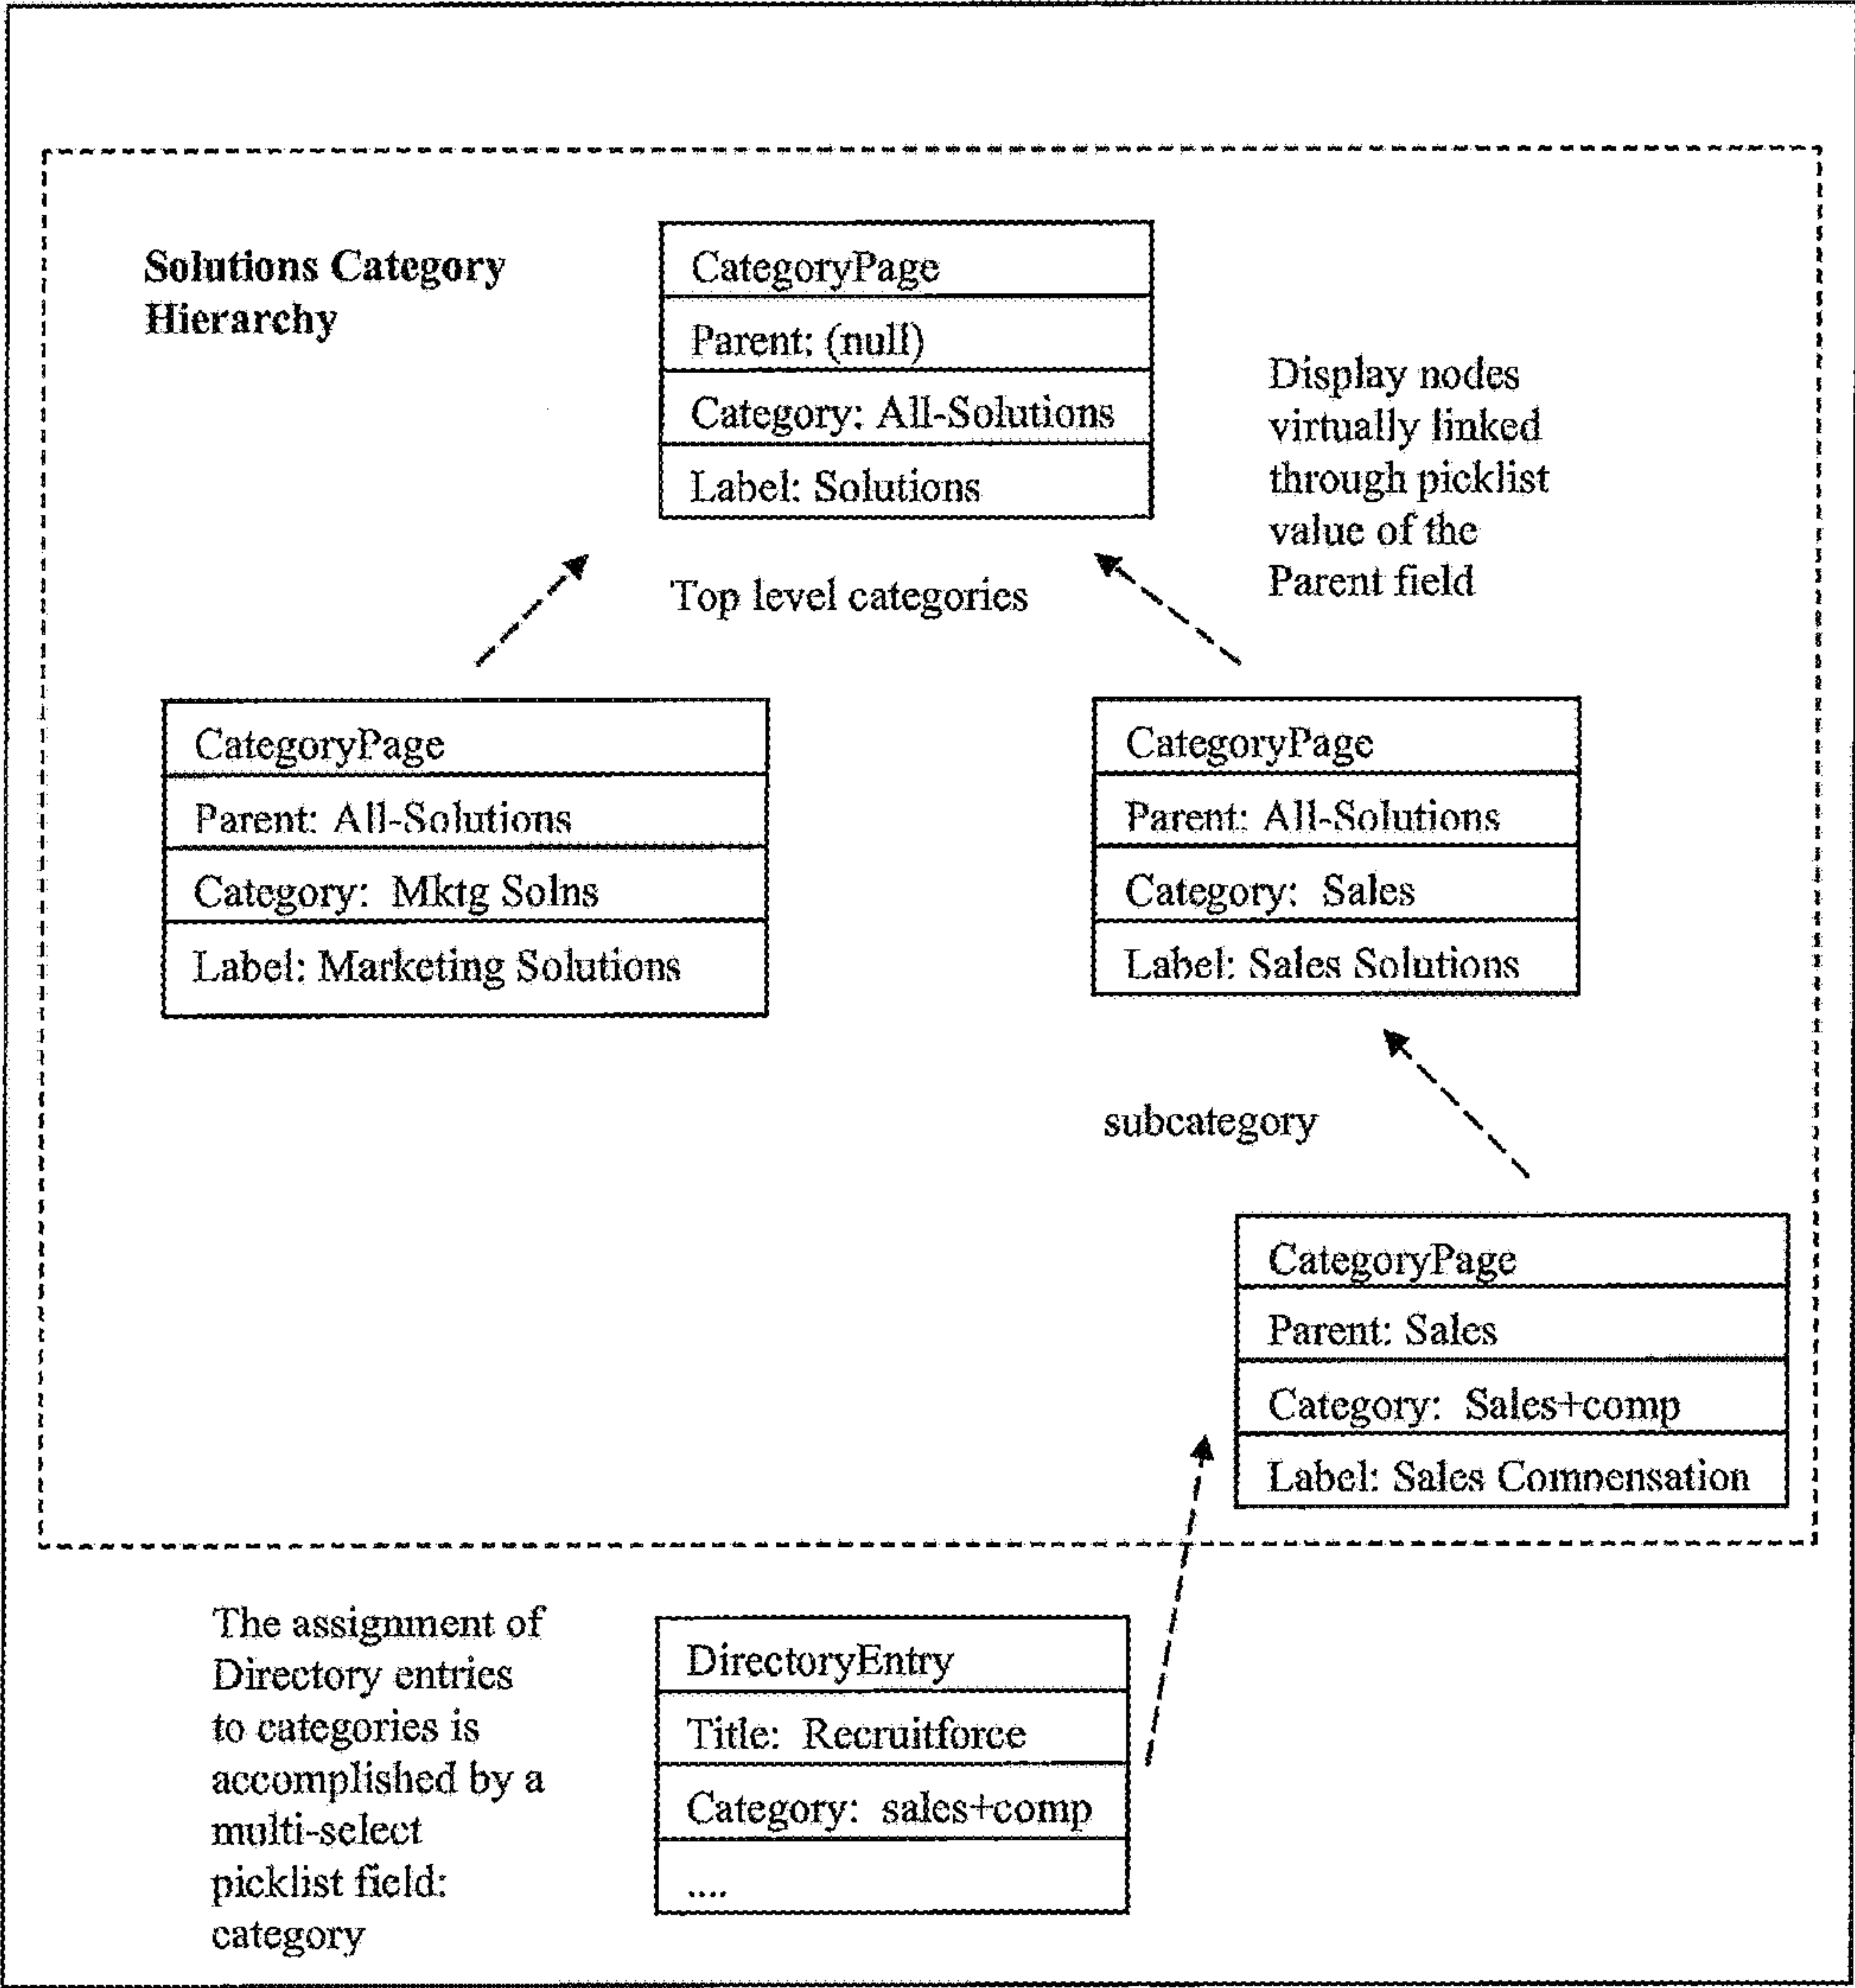 Solutions Category
Hierarchy
CategoryPage
Parent: (null)
Category: All-Solutions
Label: Solutions
Display nodes
virtually linked
through picklist
value of the
Parent field
Top level categories
CategoryPage
Parent: All-Solutions
Category: Mktg Solns
Label: Marketing Solutions
CategoryPage
Parent: All-Solutions
Category: Sales
Label: Sales Solutions
subcategory
CategoryPage
Parent: Sales
Category: Sales+comp
Label: Sales Compensation
The assignment of
Directory entries
to categories is
accomplished by a
multi-select
picklist field:
category
DirectoryEntry
Title: Recruitforce
Category: sales+comp
....